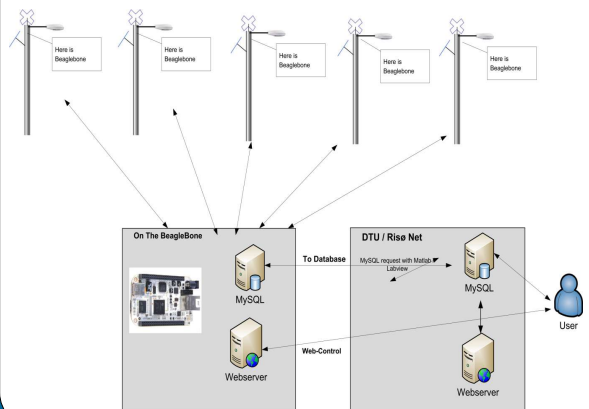 Here is
Beaglebone
Here is
Beaglebone
Here is
Beaglebone
Here is
Beaglebone
Here is
Beaglebone
On The BeagleBone
MySQL
Webserver
To Database
Web-Control
DTU / Risø Net
MySQL request with Matlab
Labview
MySQL
Webserver
User